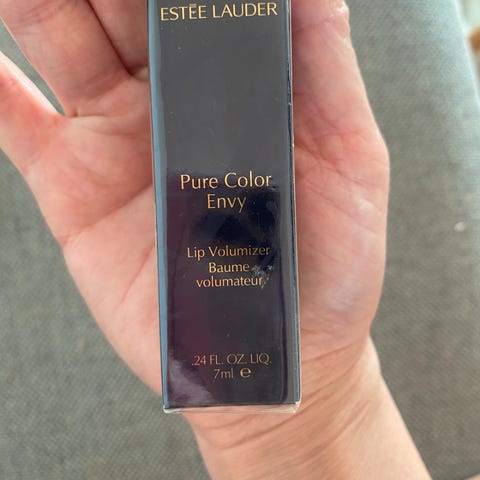 ESTĒE LAUDER
Pure Color
Envy
Lip Volumizer
Baume
volumateur
.24 FL. OZ. LIQ.
7ml ℮